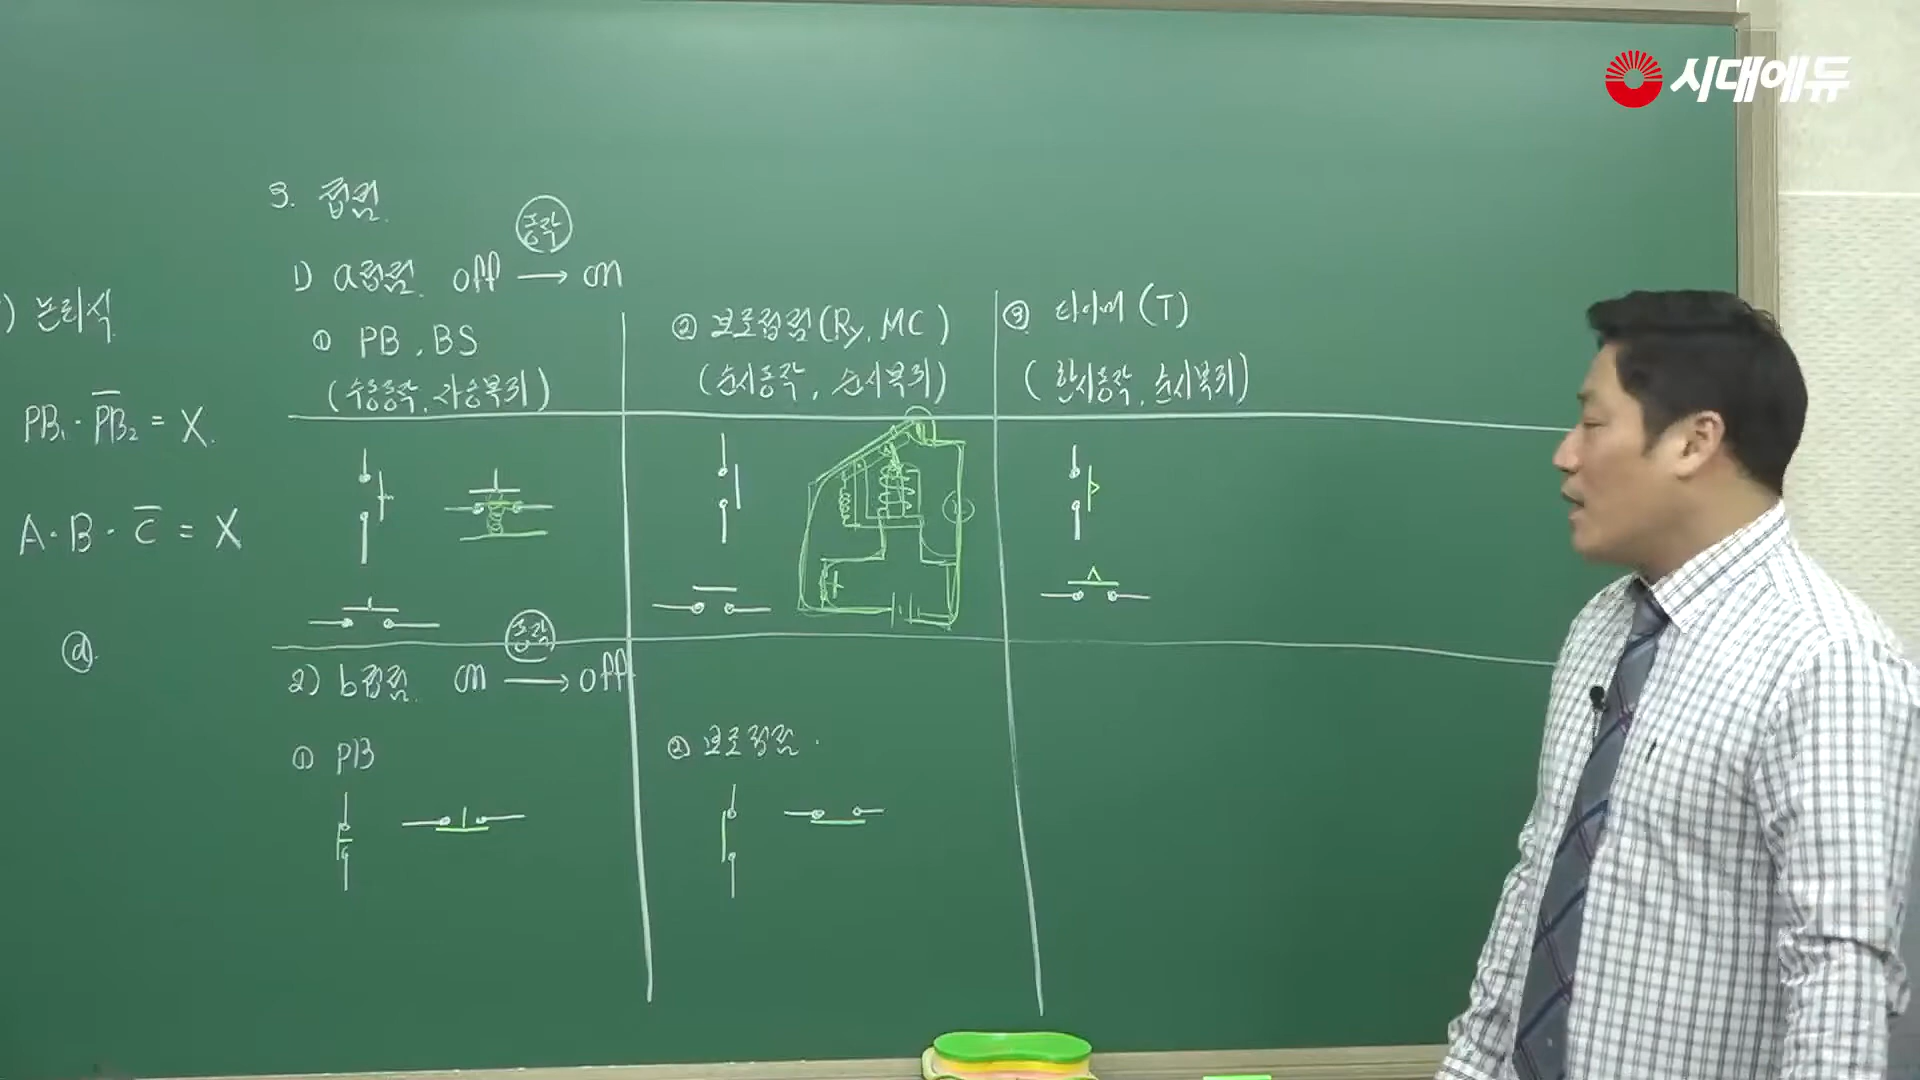 시대에듀
3. 접점
1) a접점. off 동작 → on
) 논리식
① PB, BS
(수동동작, 자동복귀)
② 보조접점 (Ry, MC)
(순시동작, 순시복귀)
③ 타이머 (T)
(한시동작, 순시복귀)
PB₁ · P̅B̅₂ = X.
A · B · C̅ = X
ⓐ.
2) b접점. on 동작 → off
① PB
② 보조접점.